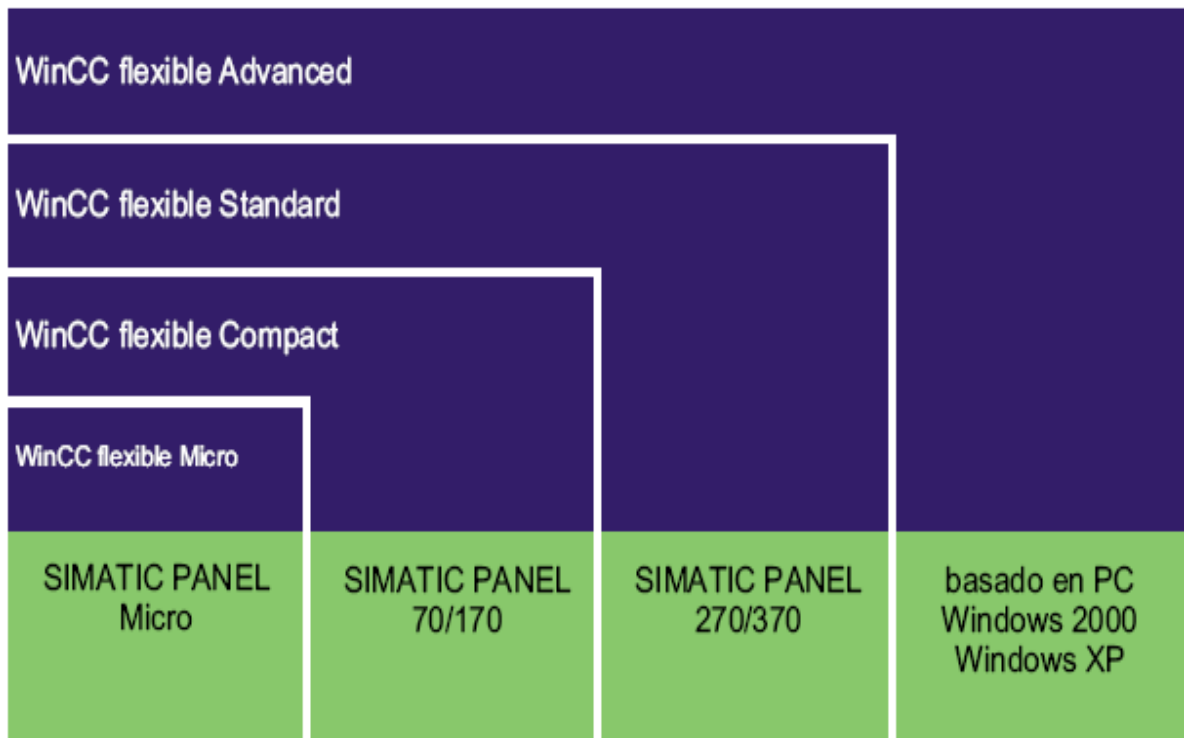 WinCC flexible Advanced
WinCC flexible Standard
WinCC flexible Compact
WinCC flexible Micro
SIMATIC PANEL
Micro
SIMATIC PANEL
70/170
SIMATIC PANEL
270/370
basado en PC
Windows 2000
Windows XP